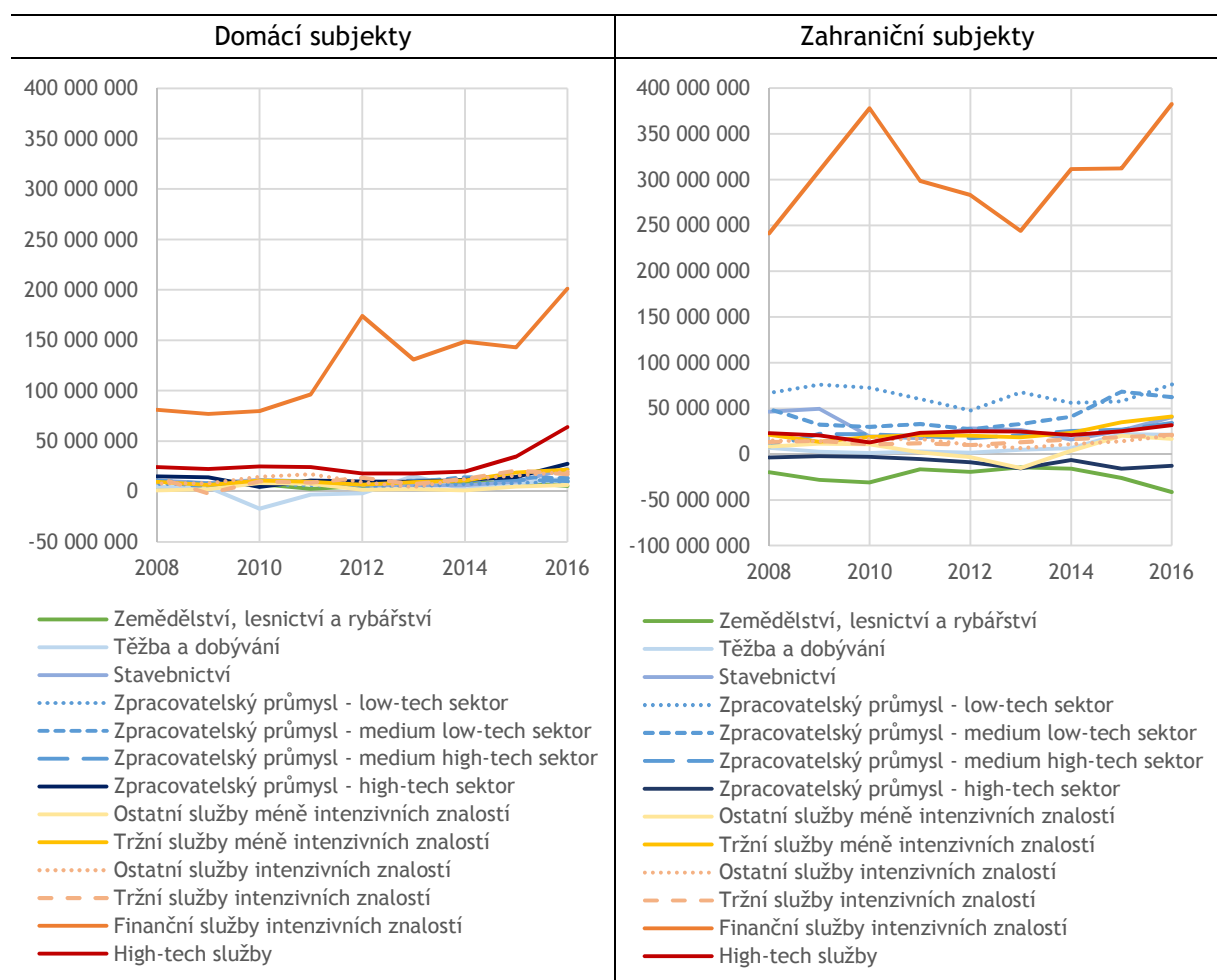 Domácí subjekty
400 000 000
350 000 000
300 000 000
250 000 000
200 000 000
150 000 000
100 000 000
50 000 000
0
-50 000 000
2008 2010 2012 2014 2016
Zemědělství, lesnictví a rybářství
Těžba a dobývání
Stavebnictví
Zpracovatelský průmysl - low-tech sektor
Zpracovatelský průmysl - medium low-tech sektor
Zpracovatelský průmysl - medium high-tech sektor
Zpracovatelský průmysl - high-tech sektor
Ostatní služby méně intenzivních znalostí
Tržní služby méně intenzivních znalostí
Ostatní služby intenzivních znalostí
Tržní služby intenzivních znalostí
Finanční služby intenzivních znalostí
High-tech služby
Zahraniční subjekty
400 000 000
350 000 000
300 000 000
250 000 000
200 000 000
150 000 000
100 000 000
50 000 000
0
-50 000 000
-100 000 000
2008 2010 2012 2014 2016
Zemědělství, lesnictví a rybářství
Těžba a dobývání
Stavebnictví
Zpracovatelský průmysl - low-tech sektor
Zpracovatelský průmysl - medium low-tech sektor
Zpracovatelský průmysl - medium high-tech sektor
Zpracovatelský průmysl - high-tech sektor
Ostatní služby méně intenzivních znalostí
Tržní služby méně intenzivních znalostí
Ostatní služby intenzivních znalostí
Tržní služby intenzivních znalostí
Finanční služby intenzivních znalostí
High-tech služby